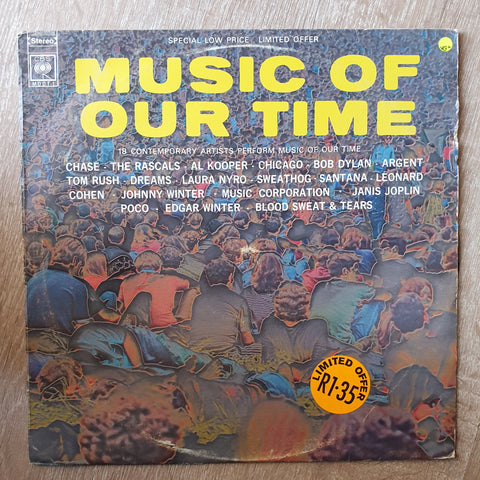 Stereo
SPECIAL LOW PRICE LIMITED OFFER
CBS
MUSIC OF
OUR TIME
18 CONTEMPORARY ARTISTS PERFORM MUSIC OF OUR TIME
CHASE · THE RASCALS · AL KOOPER · CHICAGO · BOB DYLAN · ARGENT
TOM RUSH · DREAMS · LAURA NYRO · SWEATHOG · SANTANA · LEONARD
COHEN · JOHNNY WINTER · MUSIC CORPORATION · JANIS JOPLIN
POCO · EDGAR WINTER · BLOOD SWEAT & TEARS
LIMITED OFFER
R1·35